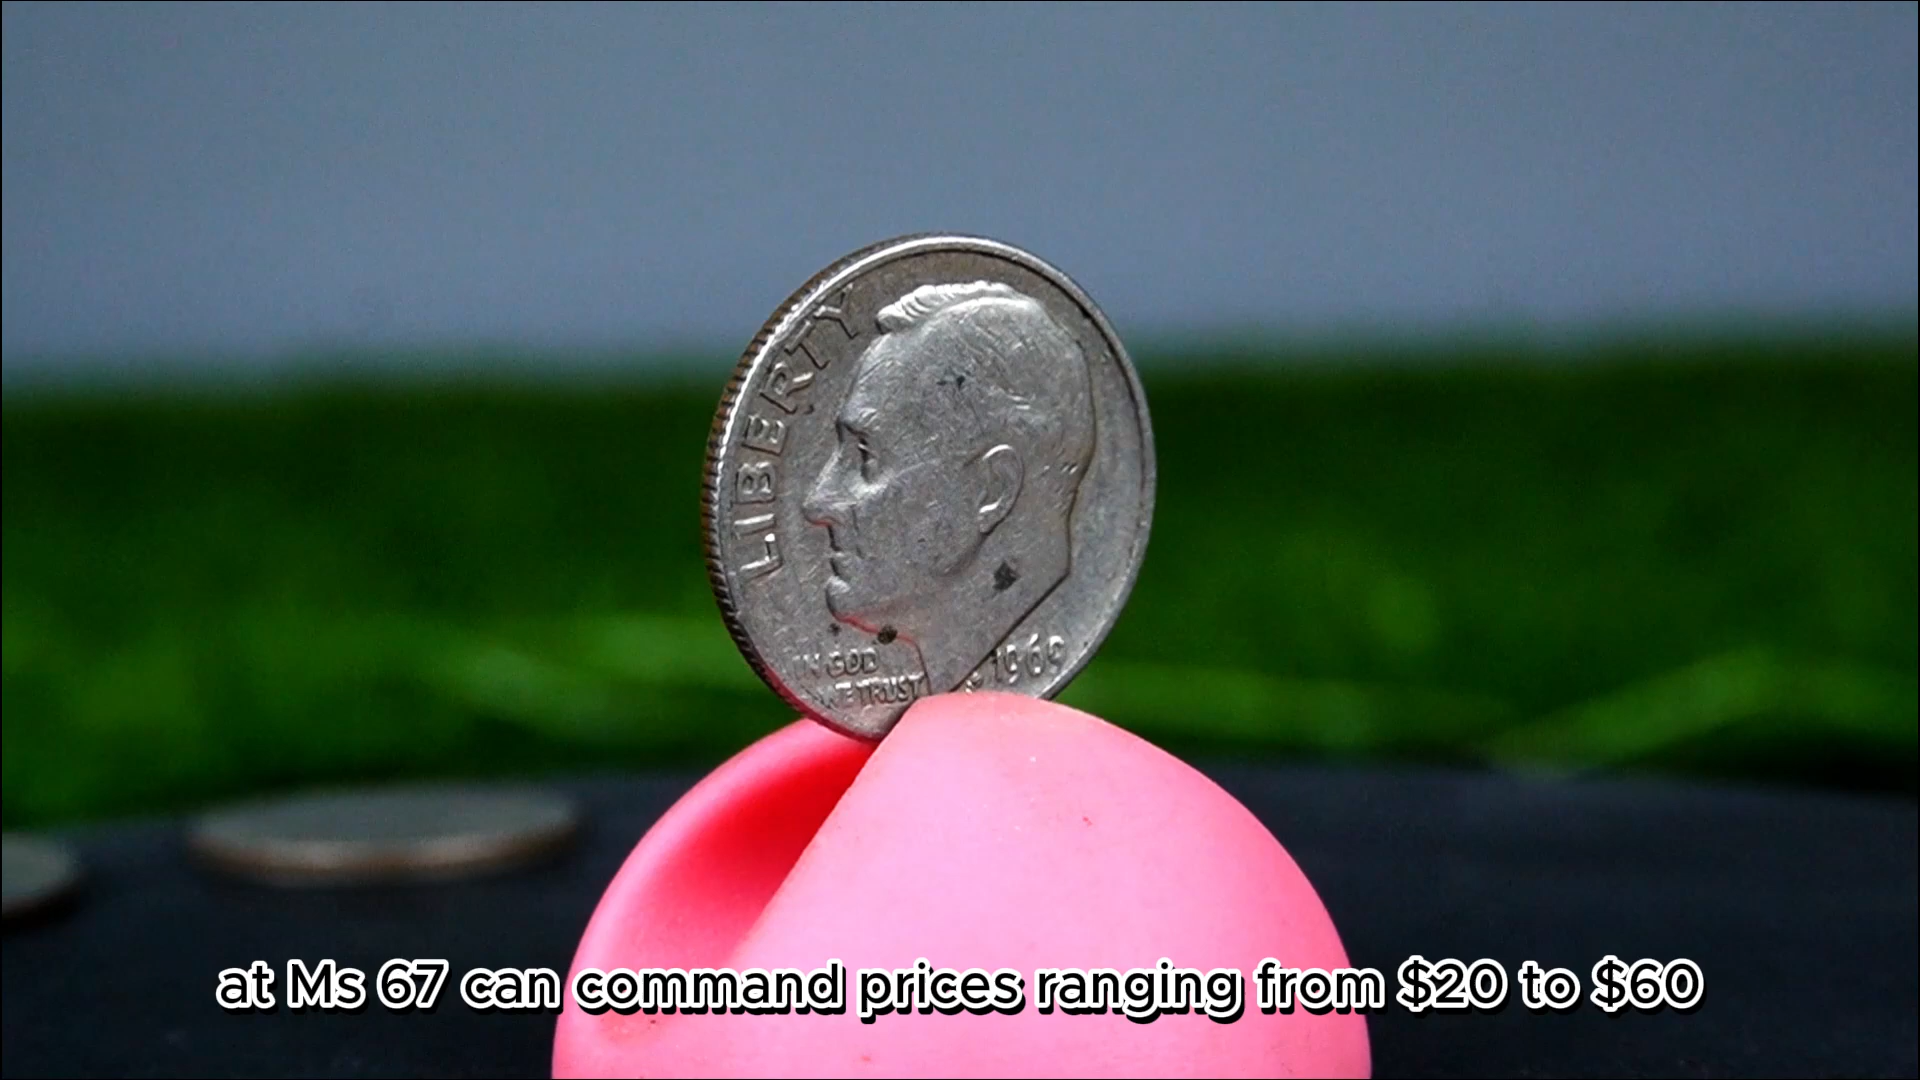 LIBERTY
IN GOD
WE TRUST
1969
at Ms 67 can command prices ranging from $20 to $60